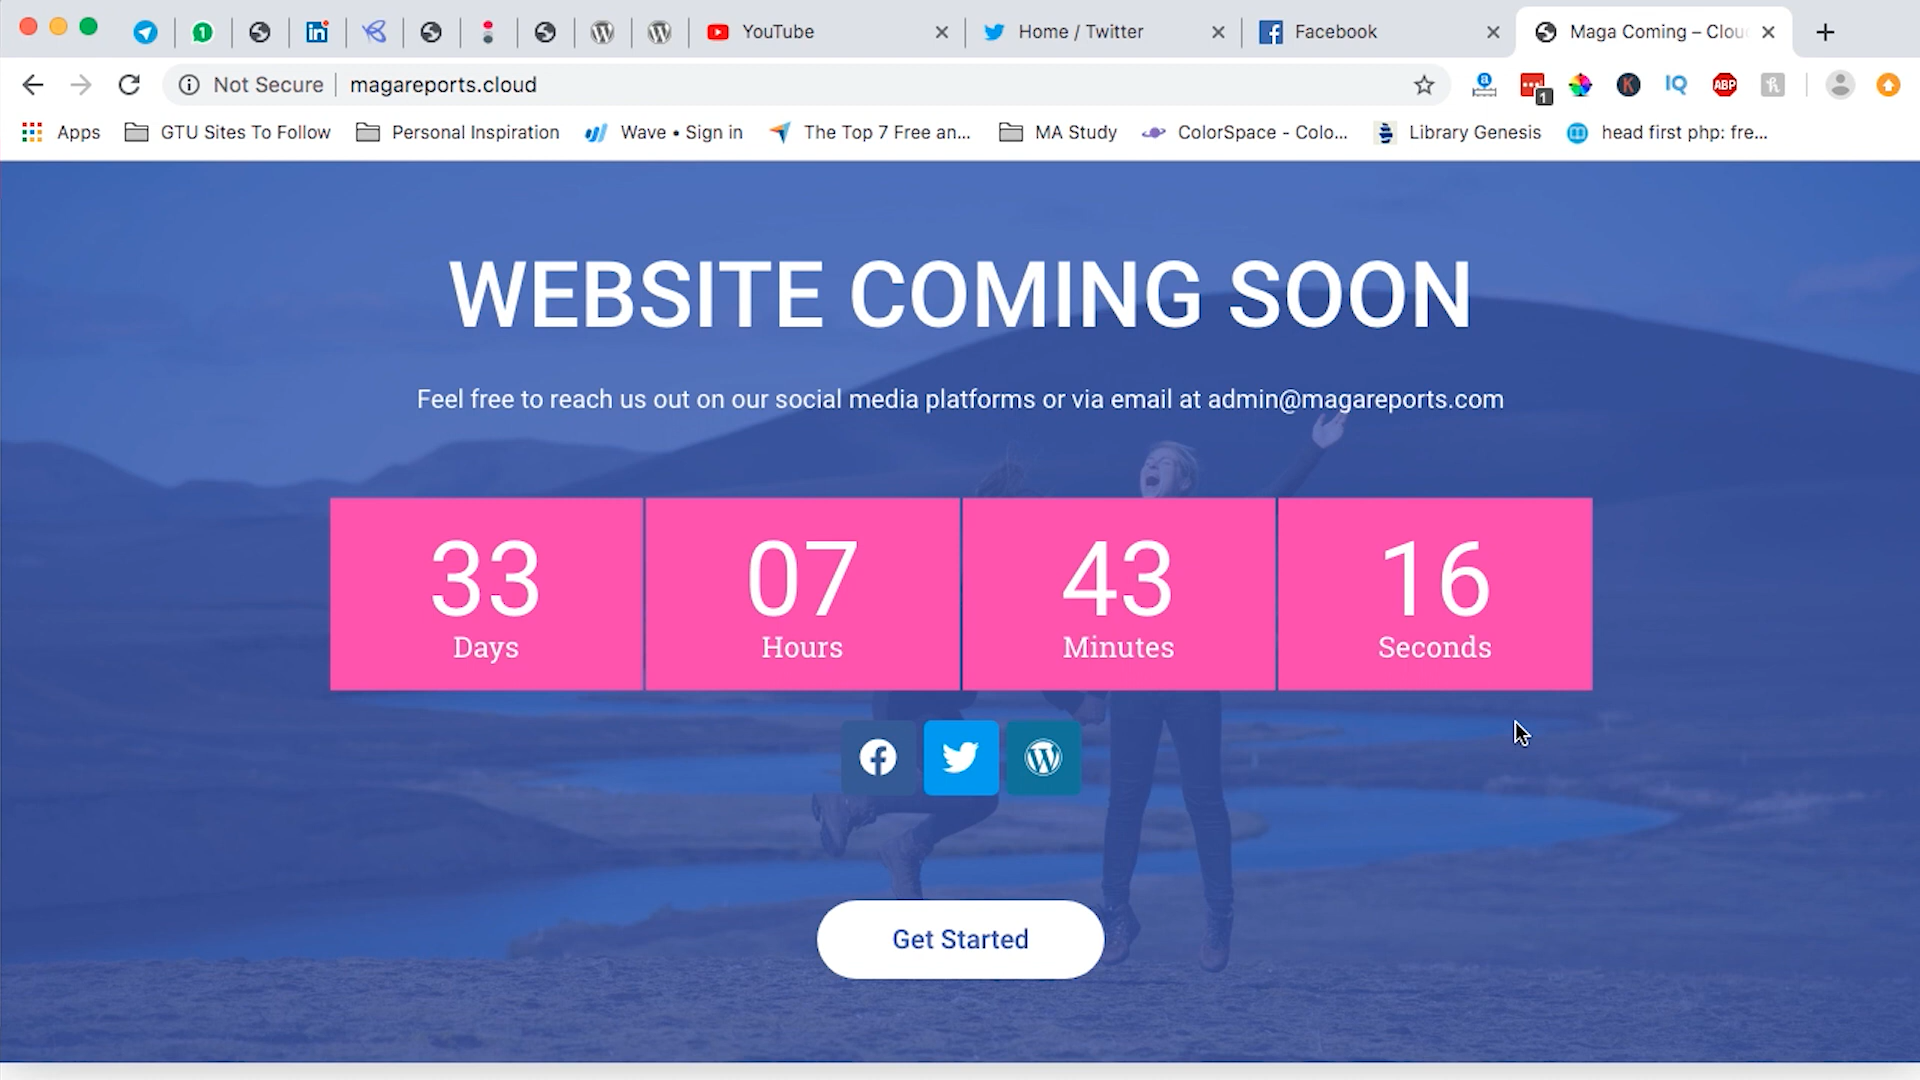 YouTube
Home / Twitter
Facebook
Maga Coming – Clou
Not Secure
magareports.cloud
1
IQ
ABP
Apps
GTU Sites To Follow
Personal Inspiration
Wave • Sign in
The Top 7 Free an...
MA Study
ColorSpace - Colo...
Library Genesis
head first php: fre...
WEBSITE COMING SOON
Feel free to reach us out on our social media platforms or via email at admin@magareports.com
33
07
43
16
Days
Hours
Minutes
Seconds
Get Started